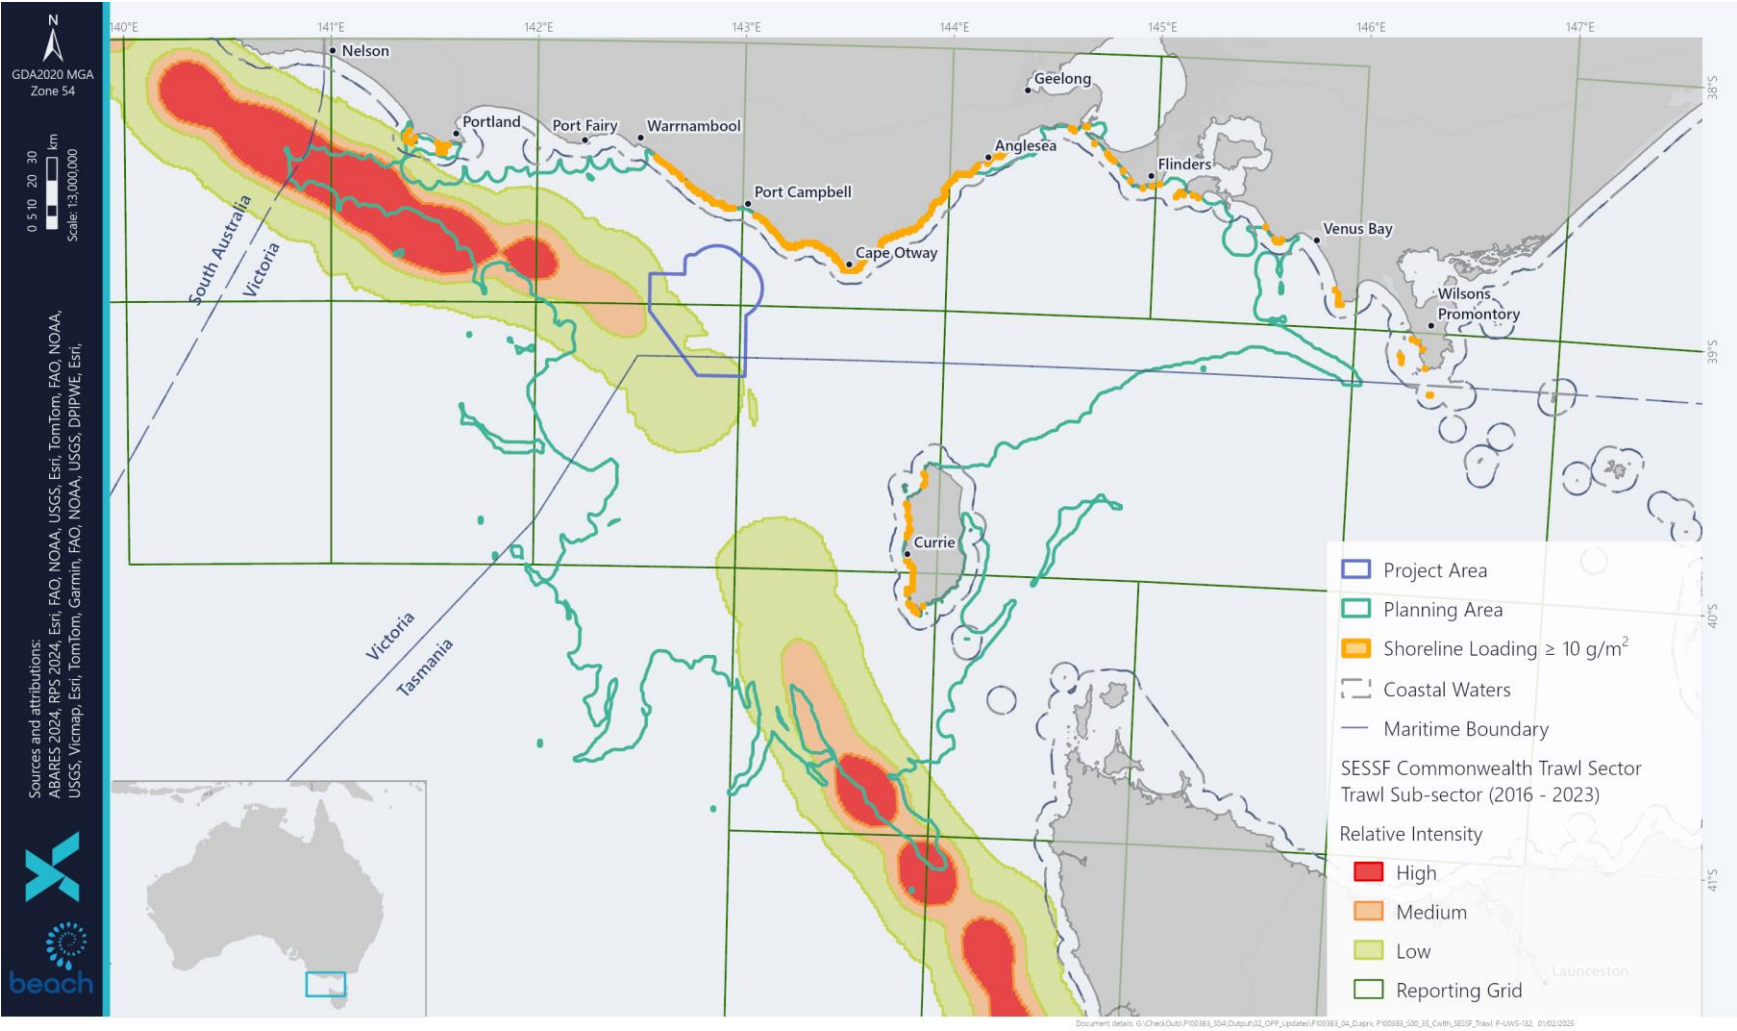 N
GDA2020 MGA
Zone 54
0 5 10 20 30
km
Scale: 1:3,000,000
Sources and attributions:
ABARES 2024, RPS 2024, Esri, FAO, NOAA, USGS, Esri, TomTom, FAO, NOAA,
USGS, Vicmap, Esri, TomTom, Garmin, FAO, NOAA, USGS, DPIPWE, Esri,
beach
140°E
141°E
142°E
143°E
144°E
145°E
146°E
147°E
38°S
39°S
40°S
41°S
Nelson
Portland
Port Fairy
Warrnambool
Geelong
Anglesea
Flinders
Port Campbell
Cape Otway
Venus Bay
Wilsons
Promontory
Currie
Launceston
South Australia
Victoria
Victoria
Tasmania
Project Area
Planning Area
Shoreline Loading ≥ 10 g/m²
Coastal Waters
Maritime Boundary
SESSF Commonwealth Trawl Sector
Trawl Sub-sector (2016 - 2023)
Relative Intensity
High
Medium
Low
Reporting Grid